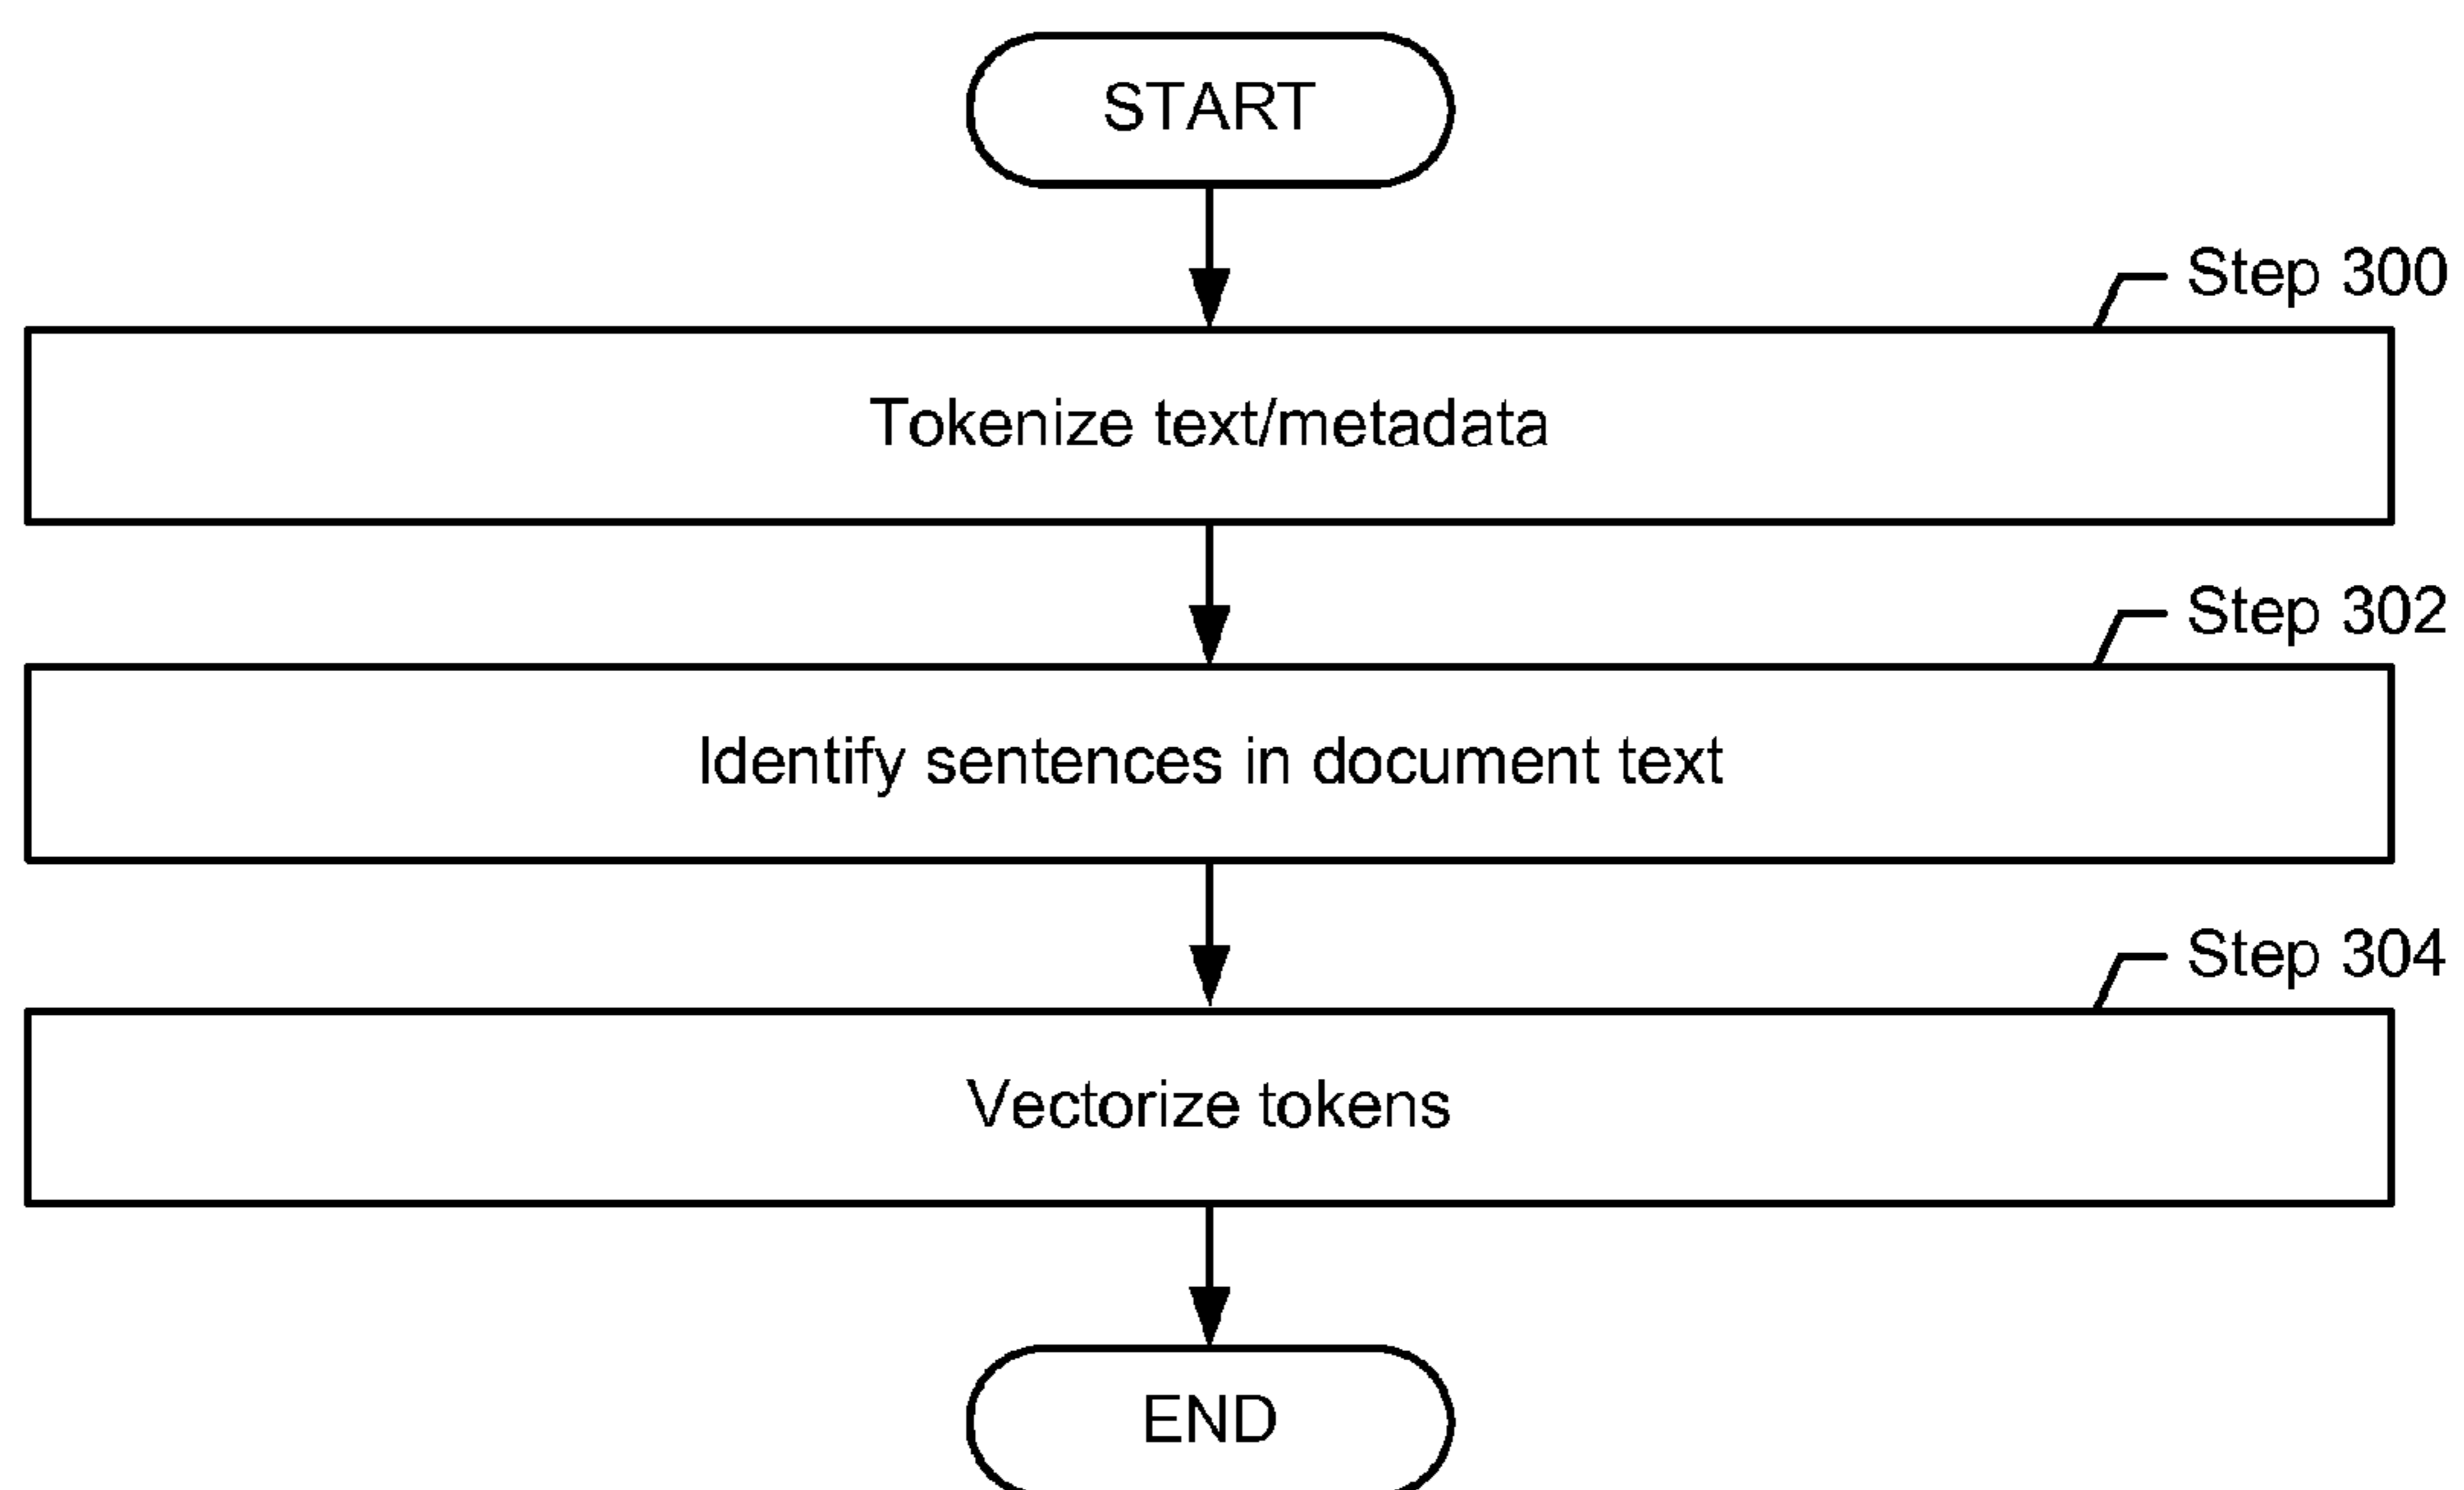 START
Step 300
Tokenize text/metadata
Step 302
Identify sentences in document text
Step 304
Vectorize tokens
END